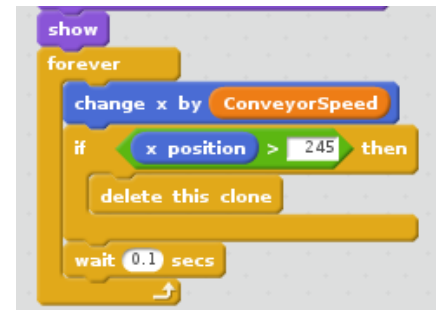 show
forever
change x by ConveyorSpeed
if x position > 245 then
delete this clone
wait 0.1 secs